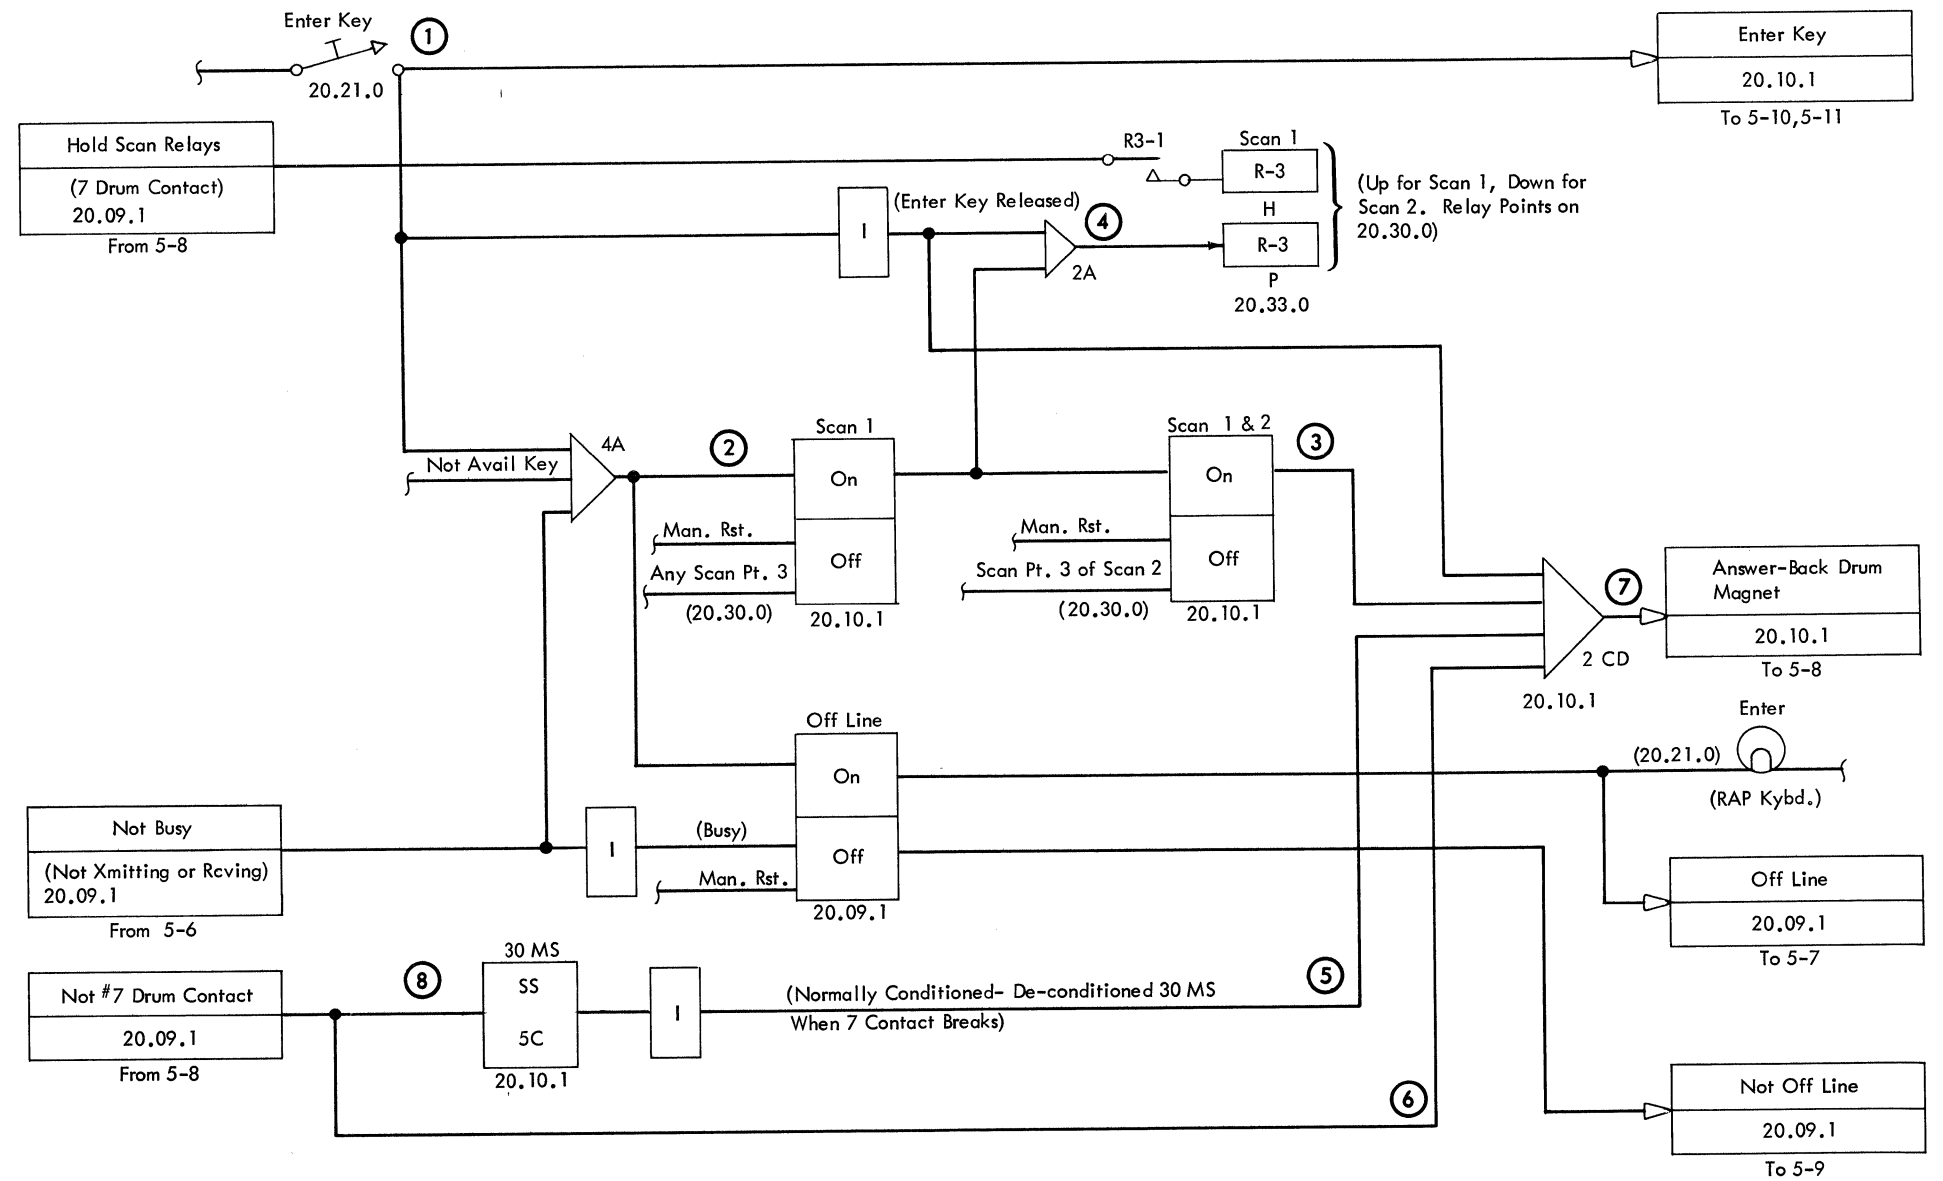 Enter Key
1
20.21.0
Enter Key
20.10.1
To 5-10,5-11
Hold Scan Relays
(7 Drum Contact)
20.09.1
From 5-8
R3-1
Scan 1
R-3
H
R-3
P
20.33.0
(Up for Scan 1, Down for
Scan 2. Relay Points on
20.30.0)
I
(Enter Key Released)
4
2A
4A
Not Avail Key
2
Scan 1
On
Off
20.10.1
Man. Rst.
Any Scan Pt. 3
(20.30.0)
Scan 1 & 2
On
Off
20.10.1
Man. Rst.
Scan Pt. 3 of Scan 2
(20.30.0)
3
2 CD
20.10.1
7
Answer-Back Drum
Magnet
20.10.1
To 5-8
Off Line
On
Off
20.09.1
(Busy)
Man. Rst.
I
Enter
(20.21.0)
(RAP Kybd.)
Not Busy
(Not Xmitting or Rcving)
20.09.1
From 5-6
Off Line
20.09.1
To 5-7
Not #7 Drum Contact
20.09.1
From 5-8
8
30 MS
SS
5C
20.10.1
I
(Normally Conditioned- De-conditioned 30 MS
When 7 Contact Breaks)
5
6
Not Off Line
20.09.1
To 5-9